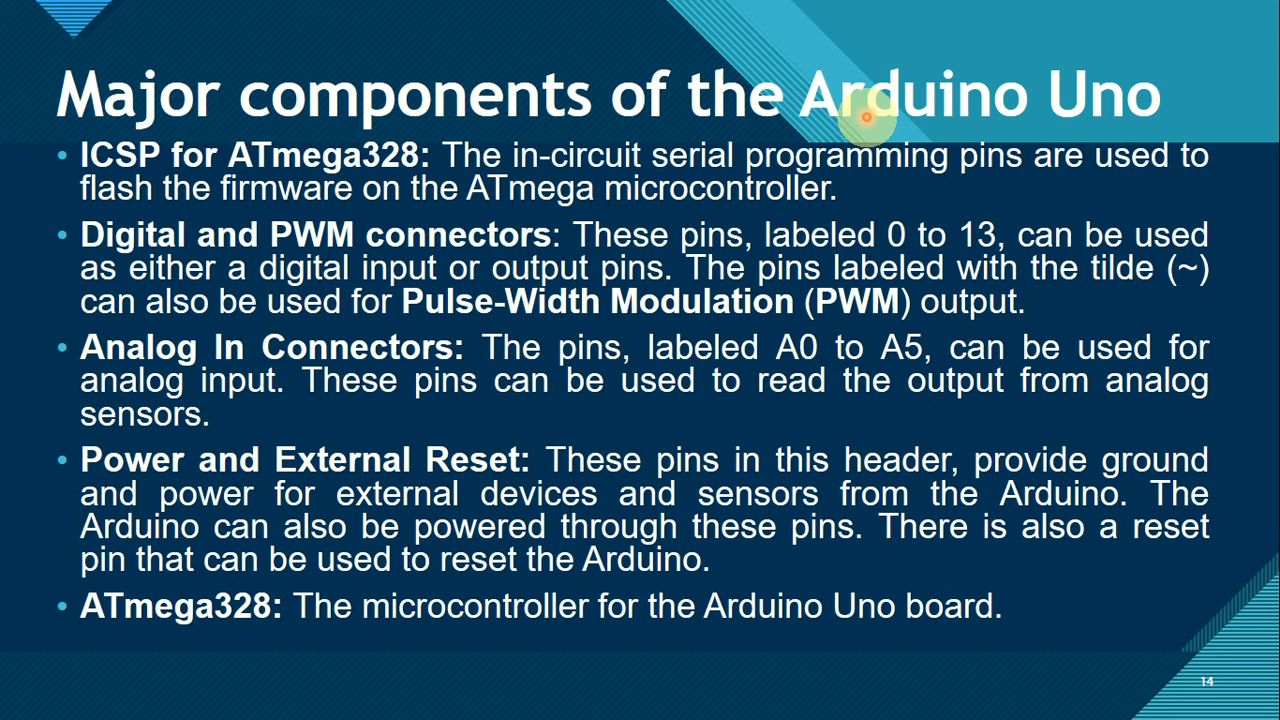 Major components of the Arduino Uno
• ICSP for ATmega328: The in-circuit serial programming pins are used to
flash the firmware on the ATmega microcontroller.
• Digital and PWM connectors: These pins, labeled 0 to 13, can be used
as either a digital input or output pins. The pins labeled with the tilde (~)
can also be used for Pulse-Width Modulation (PWM) output.
• Analog In Connectors: The pins, labeled A0 to A5, can be used for
analog input. These pins can be used to read the output from analog
sensors.
• Power and External Reset: These pins in this header, provide ground
and power for external devices and sensors from the Arduino. The
Arduino can also be powered through these pins. There is also a reset
pin that can be used to reset the Arduino.
• ATmega328: The microcontroller for the Arduino Uno board.
14